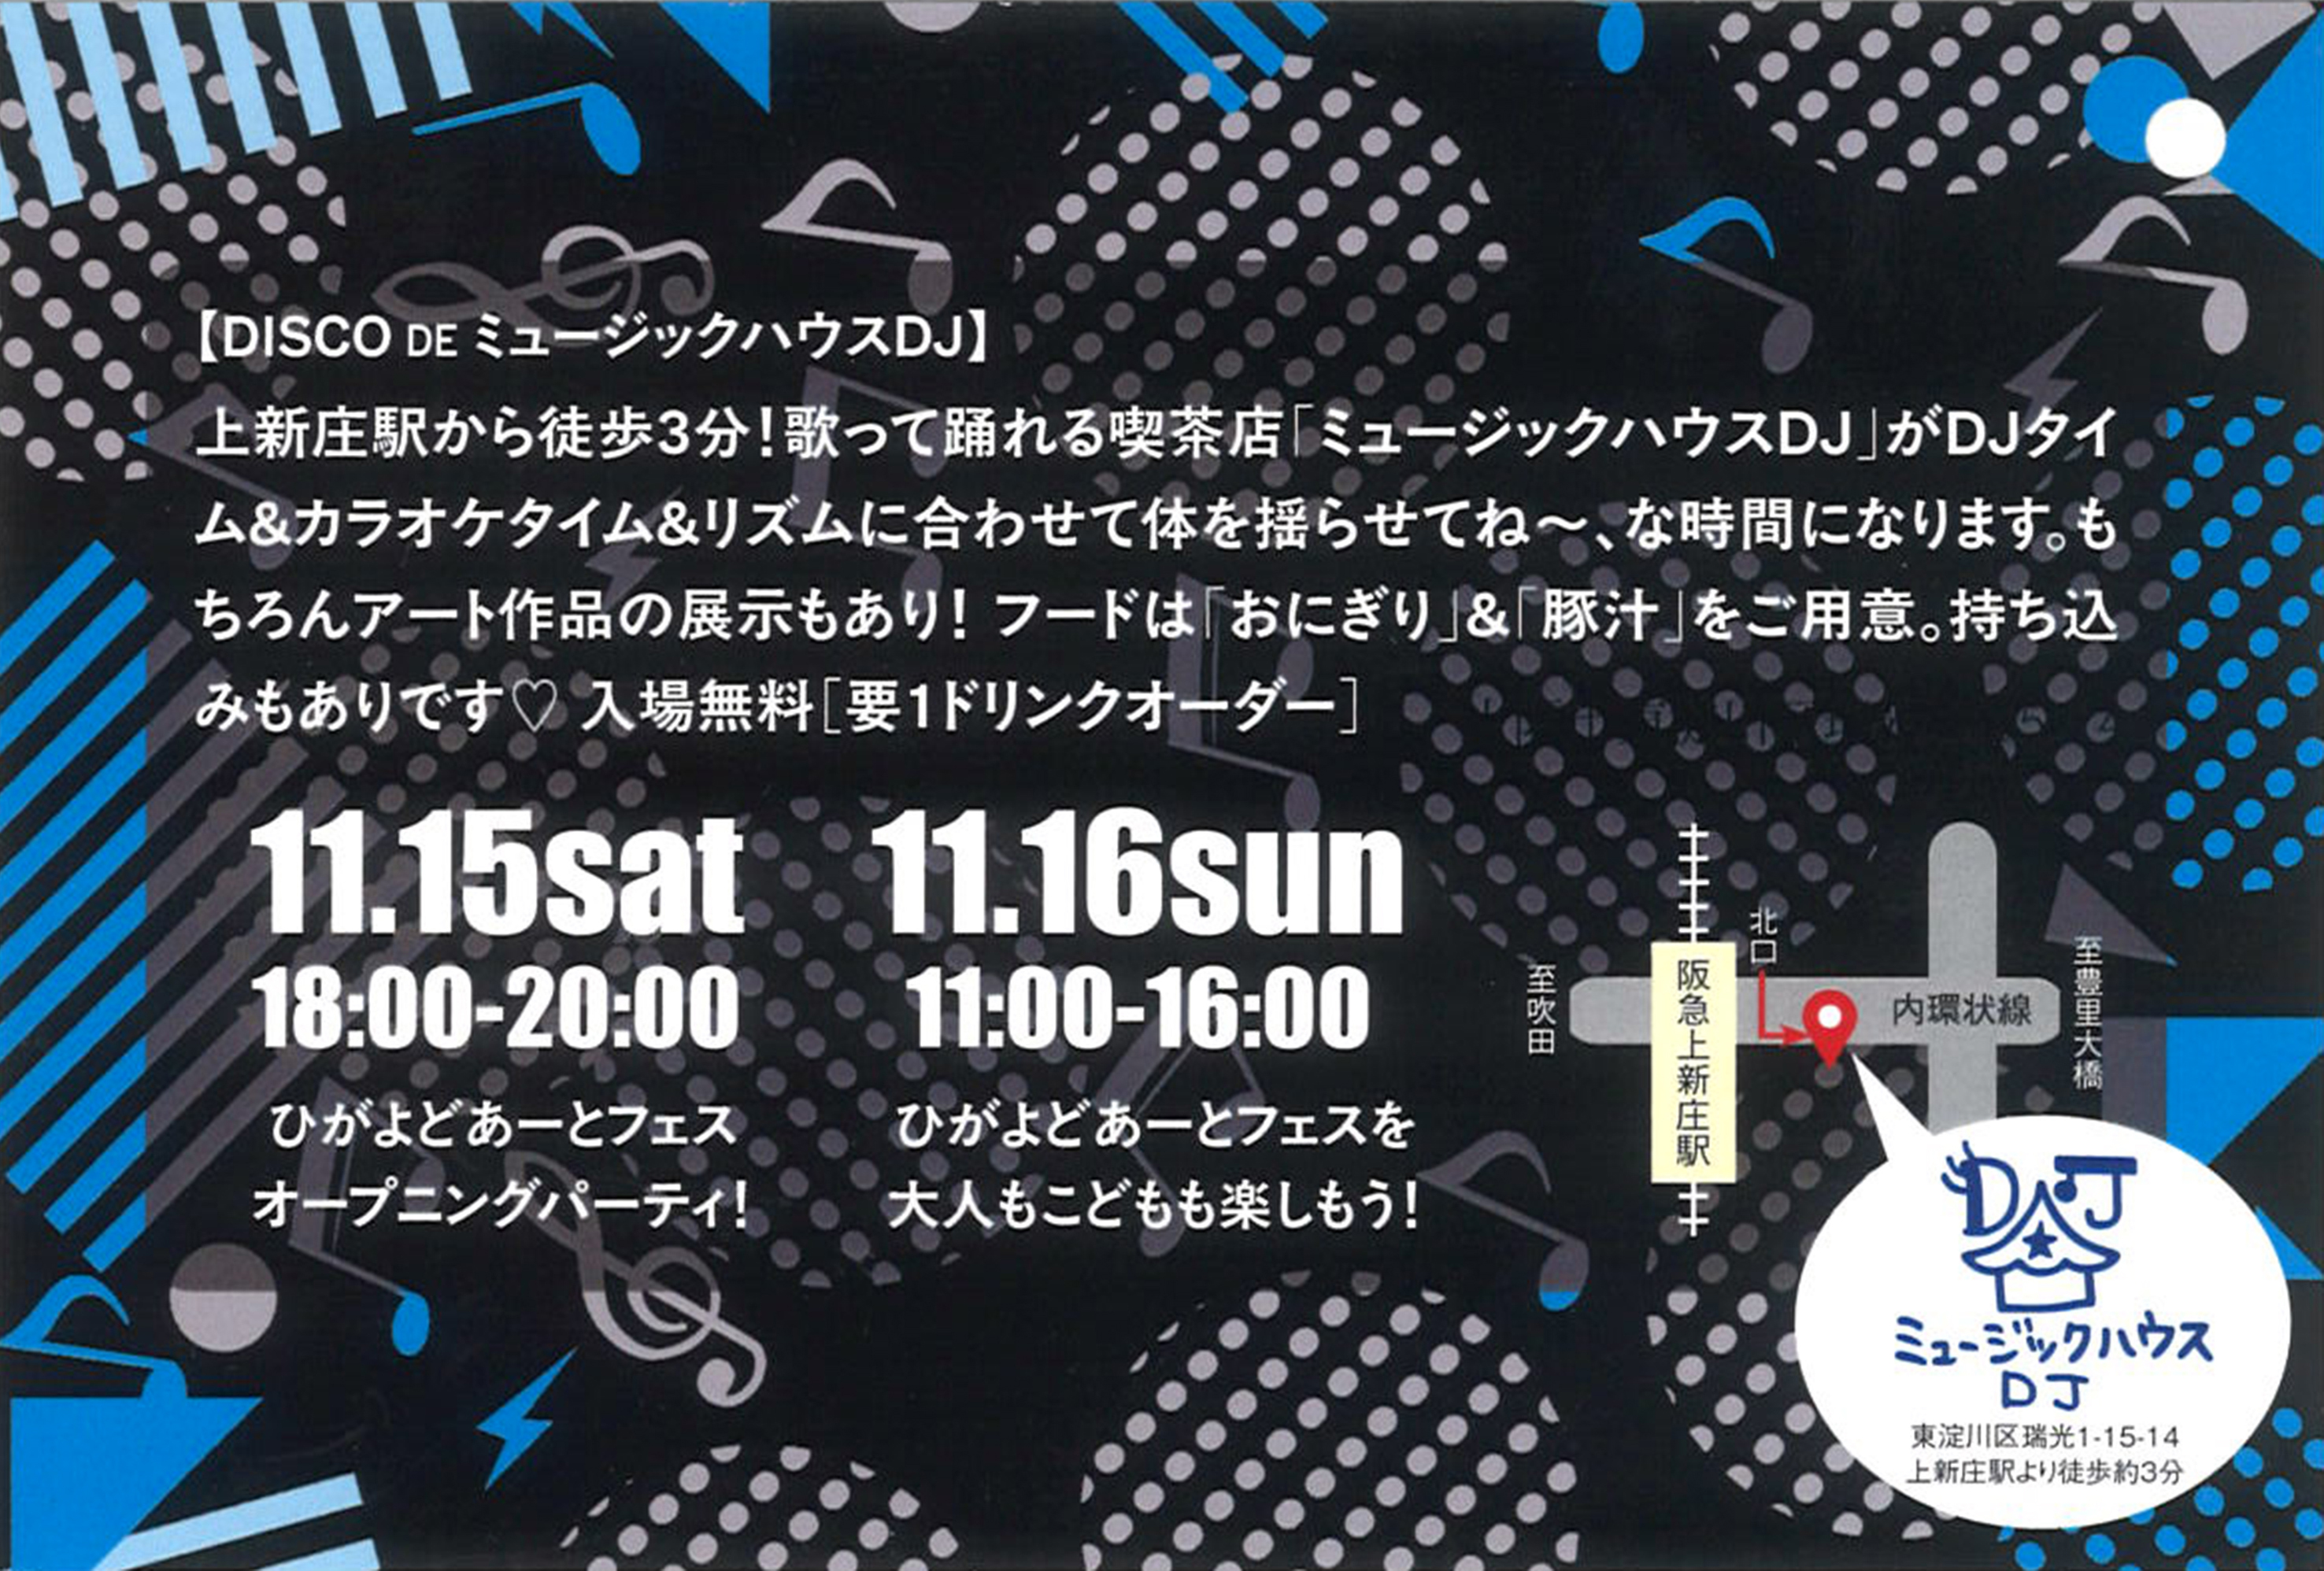 【DISCO DE ミュージックハウスDJ】
上新庄駅から徒歩3分！歌って踊れる喫茶店「ミュージックハウスDJ」がDJタイ
ム&カラオケタイム&リズムに合わせて体を揺らせてね～、な時間になります。も
ちろんアート作品の展示もあり！ フードは「おにぎり」&「豚汁」をご用意。持ち込
みもありです♡ 入場無料［要1ドリンクオーダー］
11.15sat
18:00-20:00
ひがよどあーとフェス
オープニングパーティ！
11.16sun
11:00-16:00
ひがよどあーとフェスを
大人もこどもも楽しもう！
至吹田
阪急上新庄駅
北口
内環状線
至豊里大橋
DJ
ミュージックハウス
DJ
東淀川区瑞光1-15-14
上新庄駅より徒歩約3分